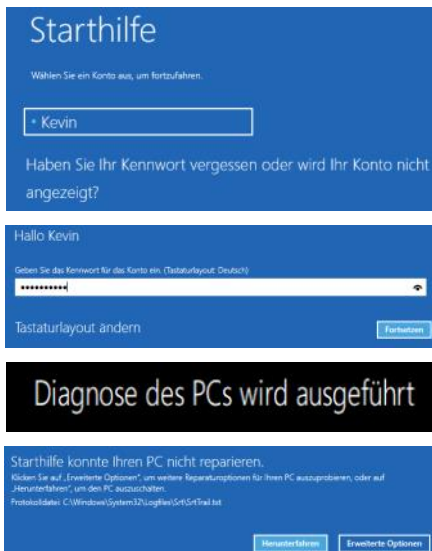 Starthilfe
Wählen Sie ein Konto aus, um fortzufahren.
Kevin
Haben Sie Ihr Kennwort vergessen oder wird Ihr Konto nicht
angezeigt?
Hallo Kevin
Geben Sie das Kennwort für das Konto ein. (Tastaturlayout: Deutsch)
••••••••••
Tastaturlayout ändern
Fortsetzen
Diagnose des PCs wird ausgeführt
Starthilfe konnte Ihren PC nicht reparieren.
Klicken Sie auf „Erweiterte Optionen“, um weitere Reparaturoptionen für Ihren PC auszuprobieren, oder auf
„Herunterfahren“, um den PC auszuschalten.
Protokolldatei: C:\Windows\System32\Logfiles\Srt\SrtTrail.txt
Herunterfahren Erweiterte Optionen